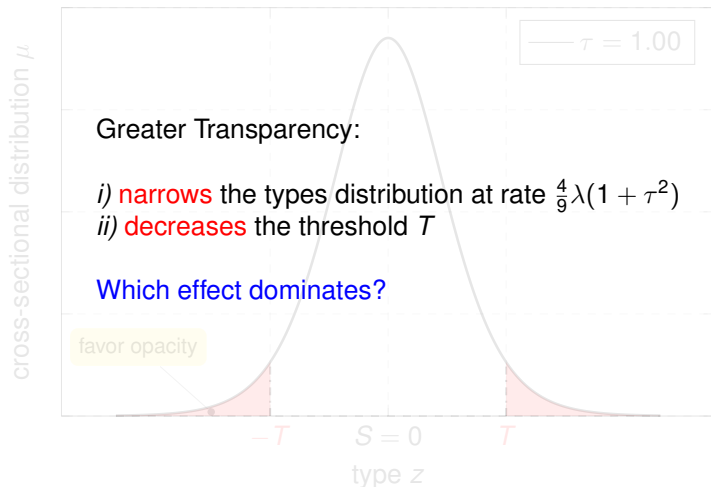 τ = 1.00
cross-sectional distribution μ
Greater Transparency:
i) narrows the types distribution at rate 4/9 λ(1 + τ²)
ii) decreases the threshold T
Which effect dominates?
favor opacity
−T
S = 0
T
type z